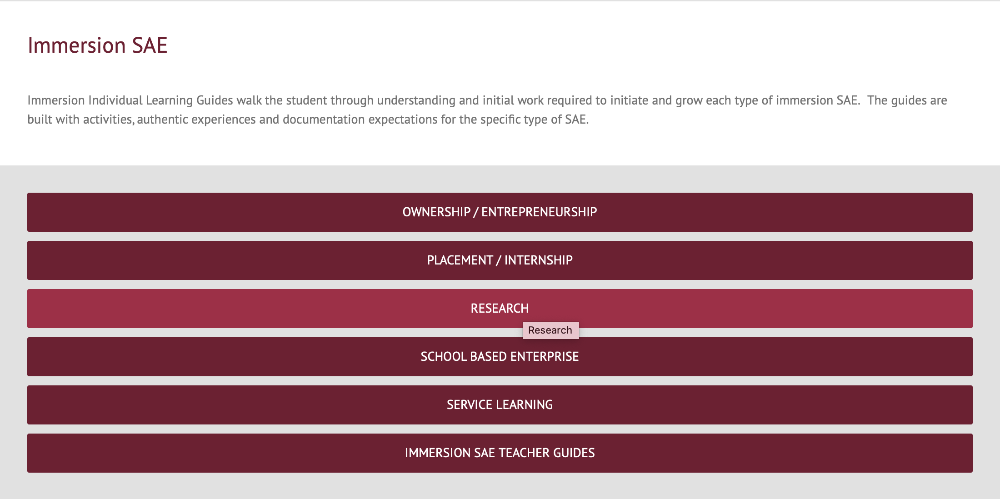 Immersion SAE
Immersion Individual Learning Guides walk the student through understanding and initial work required to initiate and grow each type of immersion SAE.  The guides are
built with activities, authentic experiences and documentation expectations for the specific type of SAE.
OWNERSHIP / ENTREPRENEURSHIP
PLACEMENT / INTERNSHIP
RESEARCH
Research
SCHOOL BASED ENTERPRISE
SERVICE LEARNING
IMMERSION SAE TEACHER GUIDES